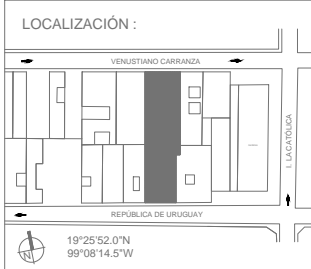 LOCALIZACIÓN :
VENUSTIANO CARRANZA
I. LA CATÓLICA
REPÚBLICA DE URUGUAY
N
19°25'52.0"N
99°08'14.5"W